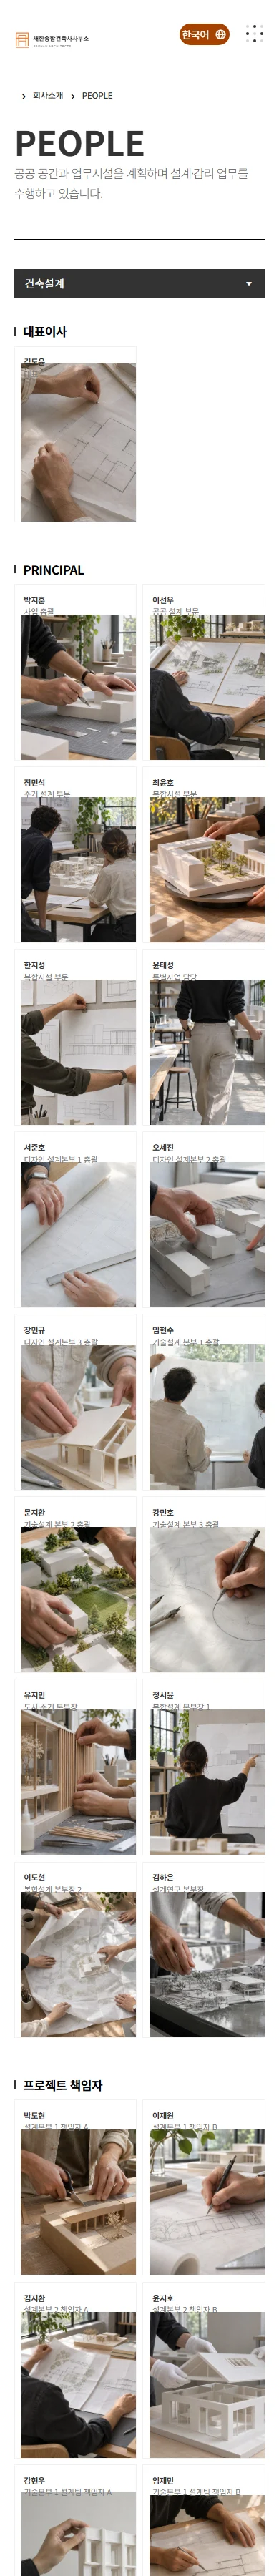 새한종합건축사사무소
한국어
회사소개
PEOPLE
PEOPLE
공공 공간과 업무시설을 계획하며 설계·감리 업무를
수행하고 있습니다.
건축설계
대표이사
김도윤
PRINCIPAL
박지훈
사업 총괄
이선우
공공 설계 부문
정민석
주거 설계 부문
최윤호
복합시설 부문
한지성
복합시설 부문
윤태성
특별사업 담당
서준호
디자인 설계본부 1 총괄
오세진
디자인 설계본부 2 총괄
장민규
디자인 설계본부 3 총괄
임현수
기술설계 본부 1 총괄
문지환
기술설계 본부 2 총괄
강민호
기술설계 본부 3 총괄
유지민
도시·주거 본부장
정서윤
복합설계 본부장 1
이도현
복합설계 본부장 2
김하은
설계연구 본부장
프로젝트 책임자
박도현
설계본부 1 책임자 A
이재원
설계본부 1 책임자 B
김지환
설계본부 2 책임자 A
윤지호
설계본부 2 책임자 B
강현우
기술본부 1 설계팀 책임자 A
임재민
기술본부 1 설계팀 책임자 B